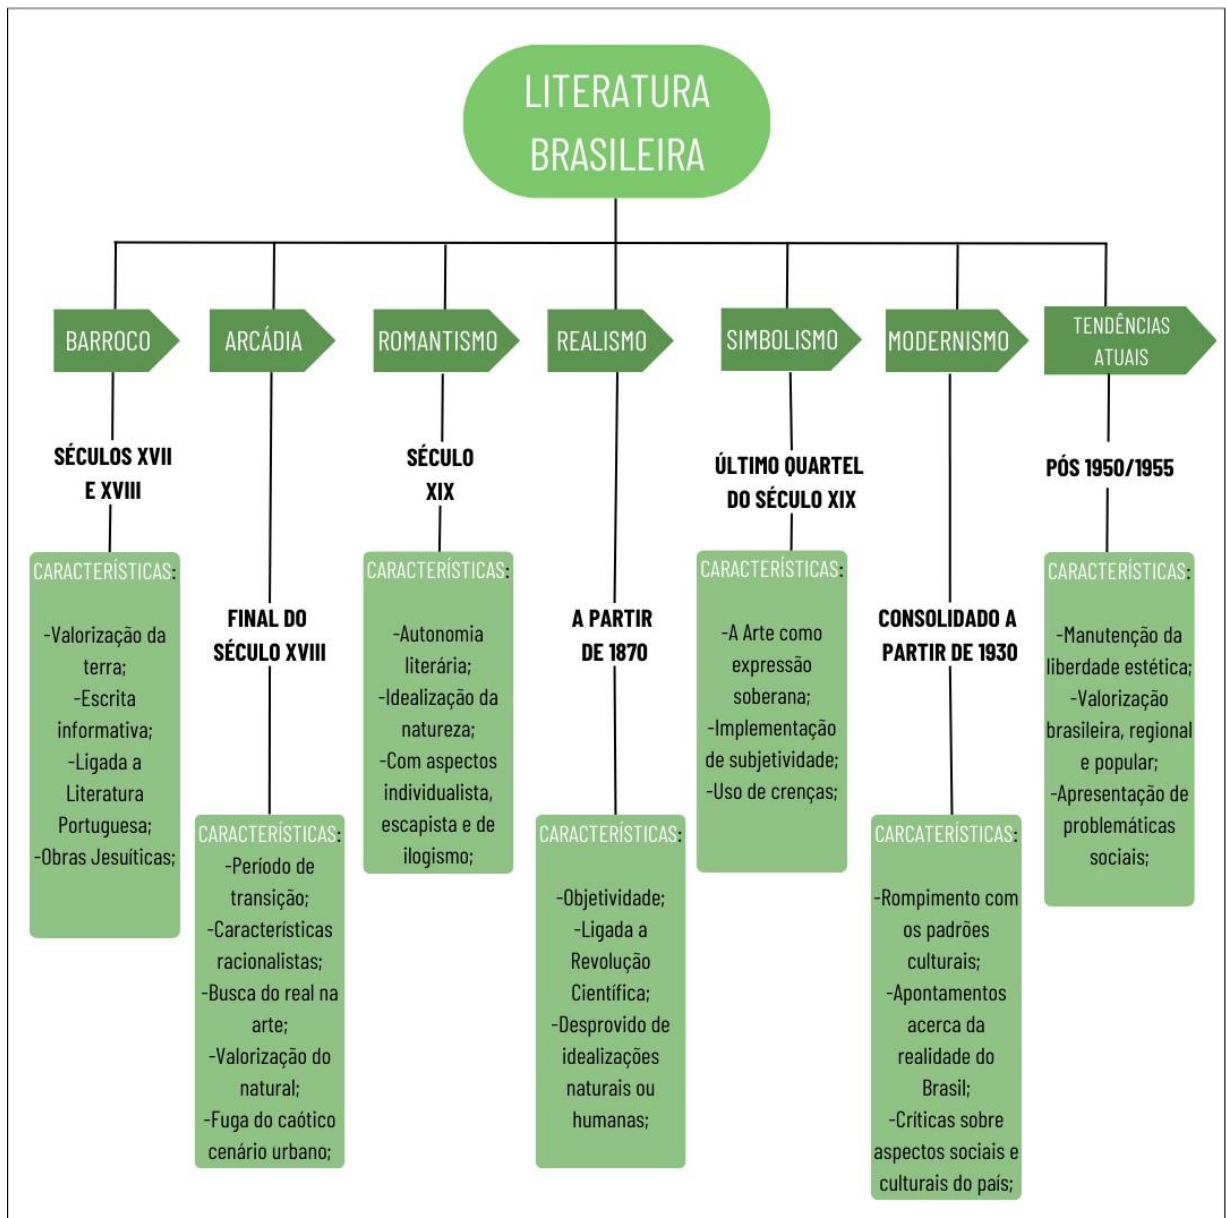 LITERATURA
BRASILEIRA
BARROCO
SÉCULOS XVII
E XVIII
CARACTERÍSTICAS:
-Valorização da
terra;
-Escrita
informativa;
-Ligada a
Literatura
Portuguesa;
-Obras Jesuíticas;
ARCÁDIA
FINAL DO
SÉCULO XVIII
CARACTERÍSTICAS:
-Período de
transição;
-Características
racionalistas;
-Busca do real na
arte;
-Valorização do
natural;
-Fuga do caótico
cenário urbano;
ROMANTISMO
SÉCULO
XIX
CARACTERÍSTICAS:
-Autonomia
literária;
-Idealização da
natureza;
-Com aspectos
individualista,
escapista e de
ilogismo;
REALISMO
A PARTIR
DE 1870
CARACTERÍSTICAS:
-Objetividade;
-Ligada a
Revolução
Científica;
-Desprovido de
idealizações
naturais ou
humanas;
SIMBOLISMO
ÚLTIMO QUARTEL
DO SÉCULO XIX
CARACTERÍSTICAS:
-A Arte como
expressão
soberana;
-Implementação
de subjetividade;
-Uso de crenças;
MODERNISMO
CONSOLIDADO A
PARTIR DE 1930
CARCATERÍSTICAS:
-Rompimento com
os padrões
culturais;
-Apontamentos
acerca da
realidade do
Brasil;
-Críticas sobre
aspectos sociais e
culturais do país;
TENDÊNCIAS
ATUAIS
PÓS 1950/1955
CARACTERÍSTICAS:
-Manutenção da
liberdade estética;
-Valorização
brasileira, regional
e popular;
-Apresentação de
problemáticas
sociais;